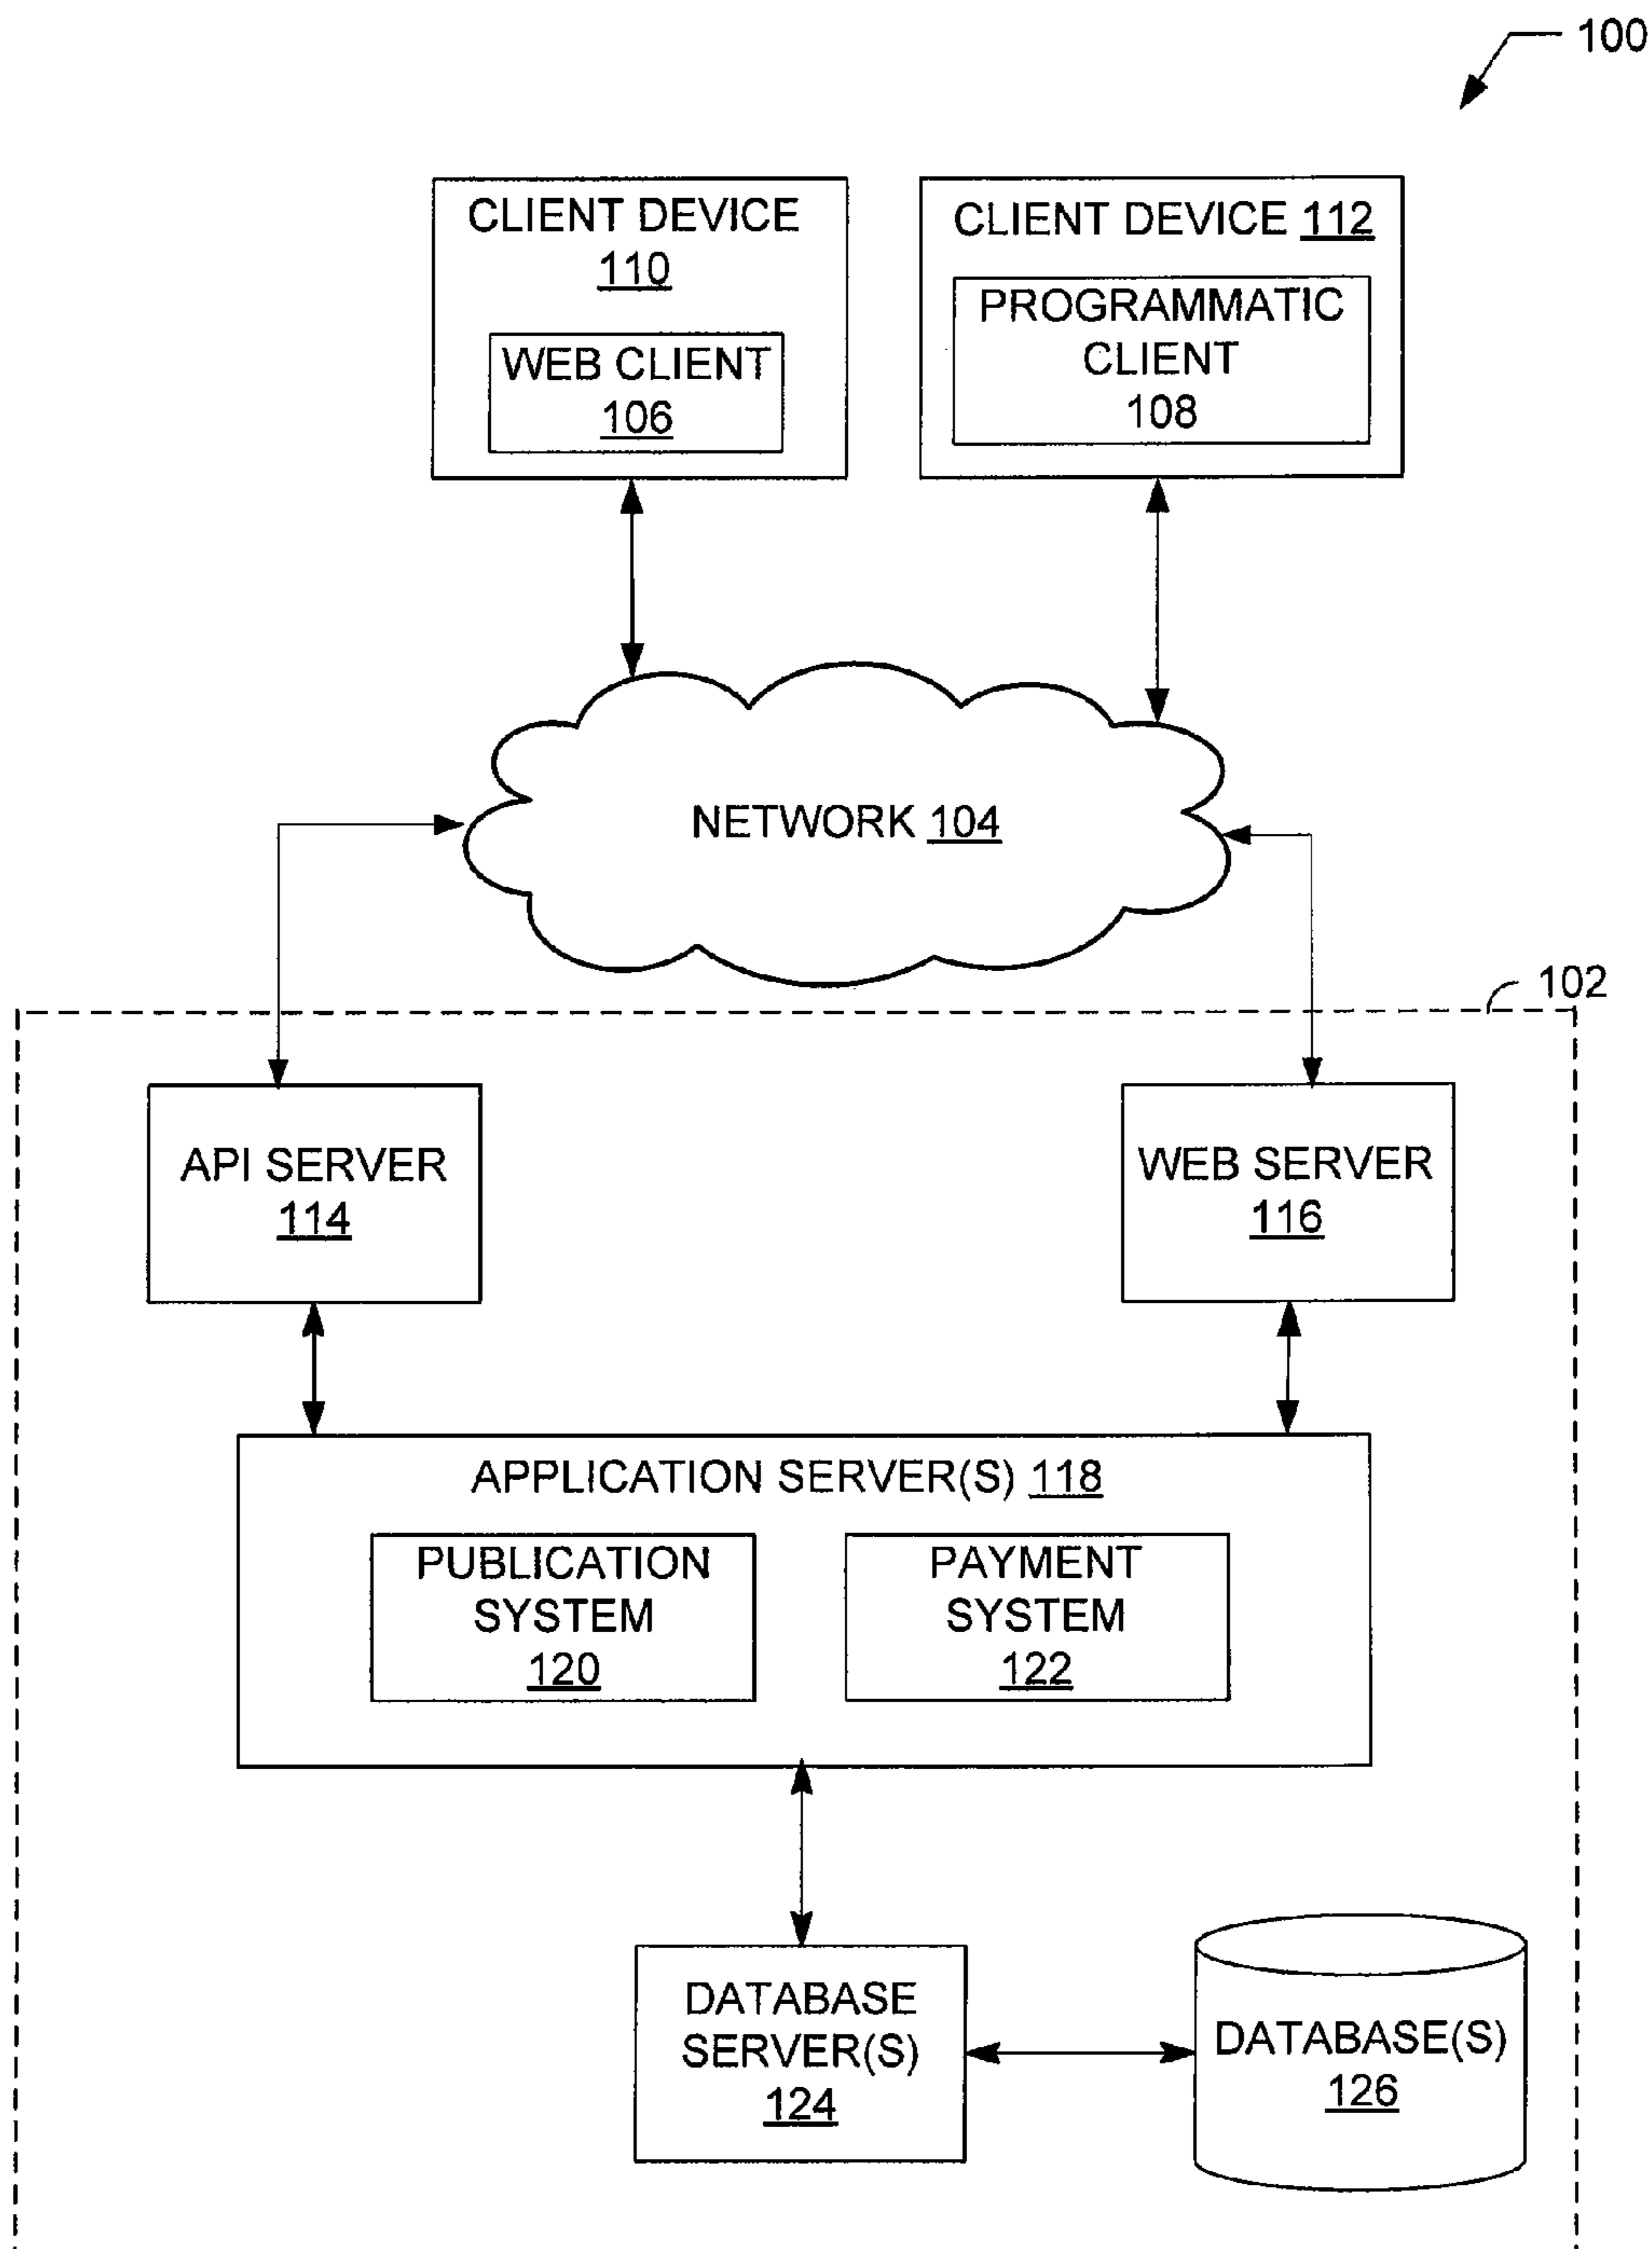 100
CLIENT DEVICE
110
WEB CLIENT
106
CLIENT DEVICE 112
PROGRAMMATIC
CLIENT
108
NETWORK 104
102
API SERVER
114
WEB SERVER
116
APPLICATION SERVER(S) 118
PUBLICATION
SYSTEM
120
PAYMENT
SYSTEM
122
DATABASE
SERVER(S)
124
DATABASE(S)
126